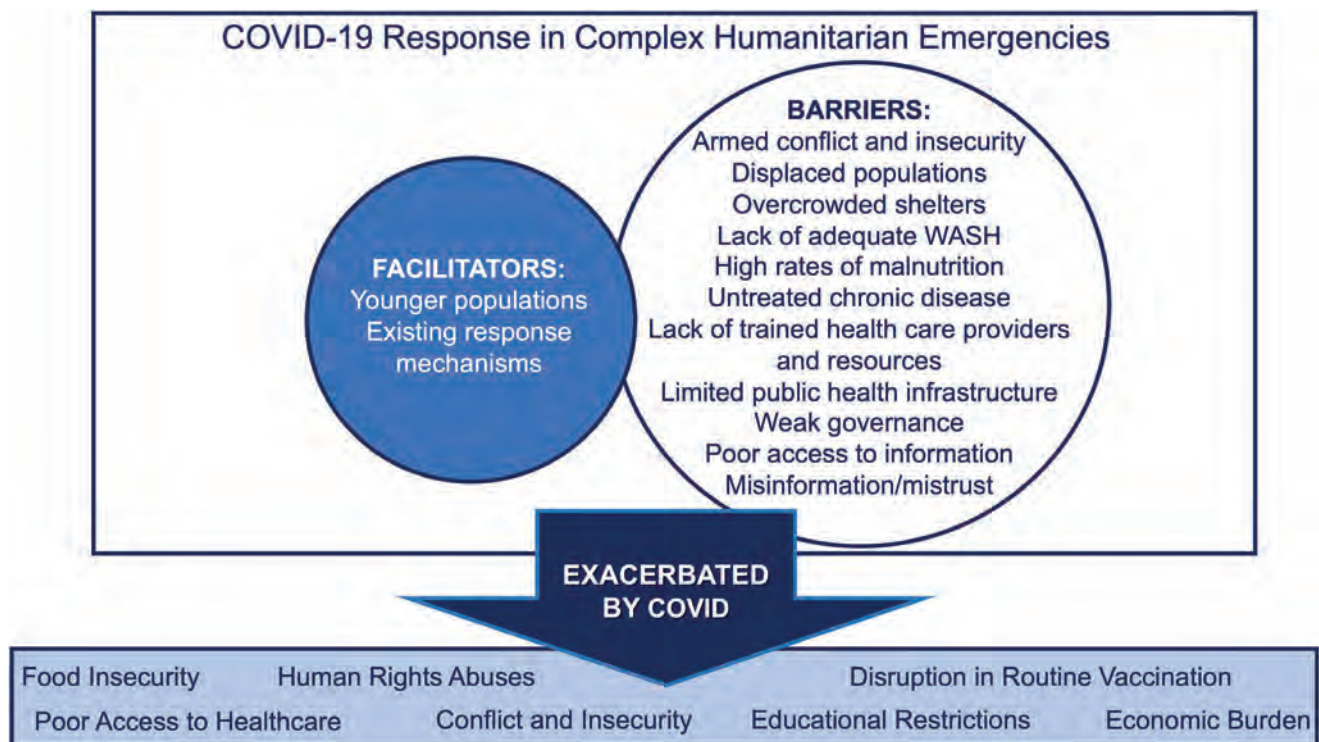 COVID-19 Response in Complex Humanitarian Emergencies
FACILITATORS:
Younger populations
Existing response
mechanisms
BARRIERS:
Armed conflict and insecurity
Displaced populations
Overcrowded shelters
Lack of adequate WASH
High rates of malnutrition
Untreated chronic disease
Lack of trained health care providers
and resources
Limited public health infrastructure
Weak governance
Poor access to information
Misinformation/mistrust
EXACERBATED
BY COVID
Food Insecurity Human Rights Abuses Disruption in Routine Vaccination
Poor Access to Healthcare Conflict and Insecurity Educational Restrictions Economic Burden